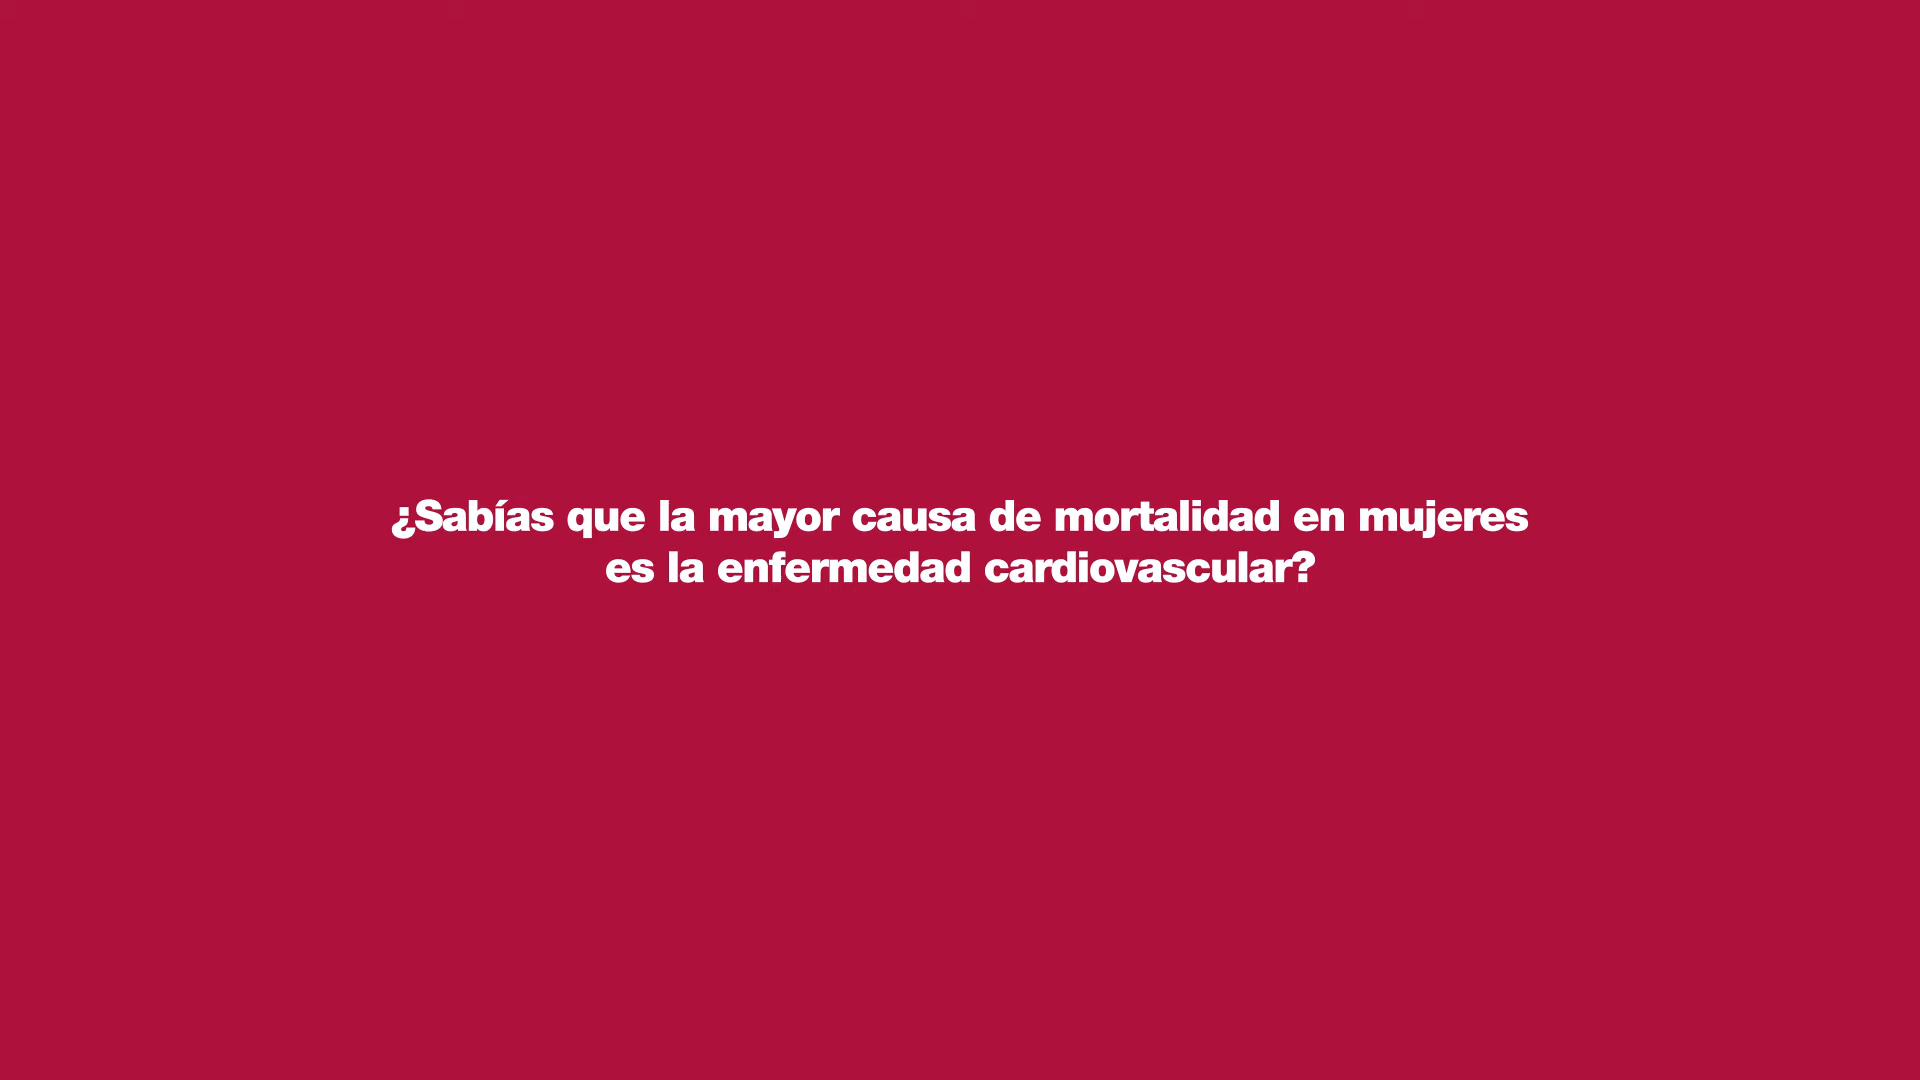 ¿Sabías que la mayor causa de mortalidad en mujeres
es la enfermedad cardiovascular?